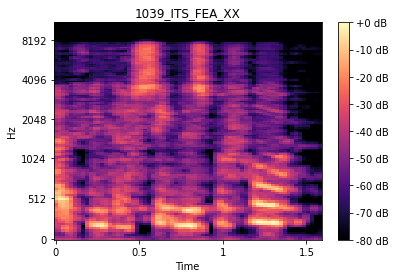 1039_ITS_FEA_XX
+0 dB
8192
-10 dB
4096
-20 dB
-30 dB
2048
Hz
-40 dB
1024
-50 dB
512
-60 dB
-70 dB
0
-80 dB
0 0.5 1 1.5
Time